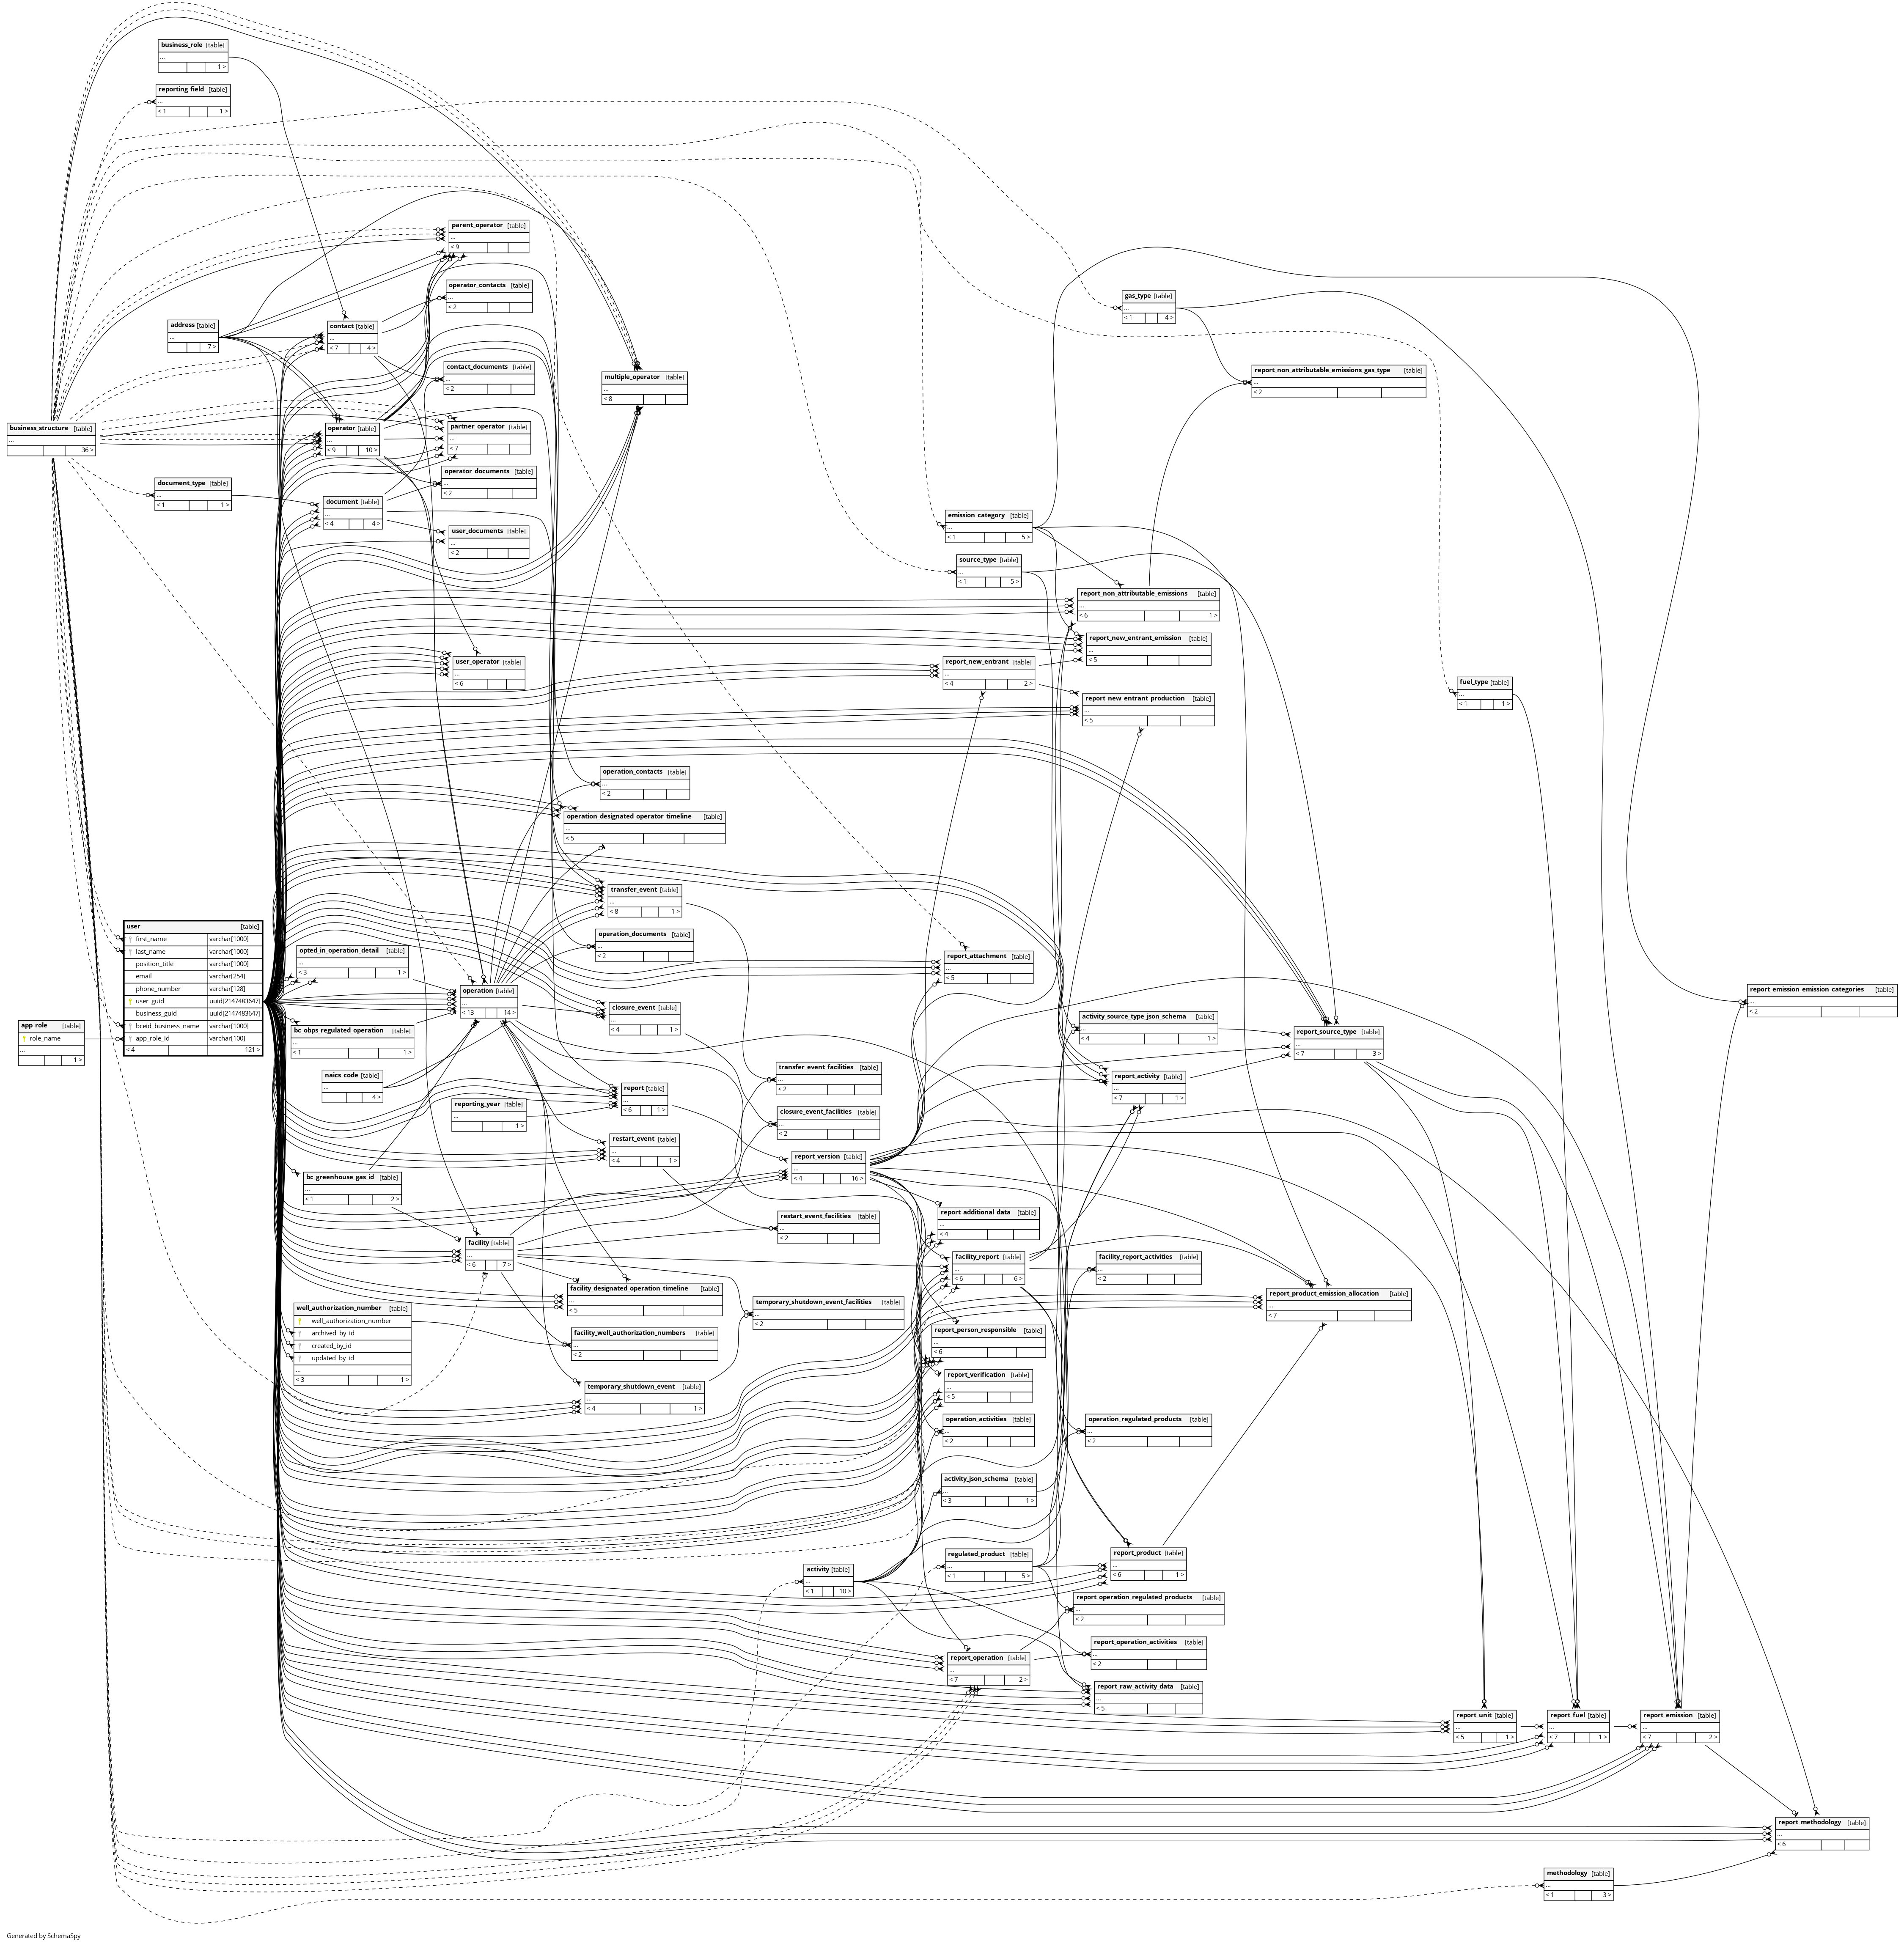 business_role [table]
...
1 >
reporting_field [table]
...
< 1 1 >
parent_operator [table]
...
< 9
operator_contacts [table]
...
< 2
gas_type [table]
...
< 1 4 >
address [table]
...
7 >
contact [table]
...
< 7 4 >
contact_documents [table]
...
< 2
report_non_attributable_emissions_gas_type [table]
...
< 2
multiple_operator [table]
...
< 8
business_structure [table]
...
36 >
operator [table]
...
< 9 10 >
partner_operator [table]
...
< 7
operator_documents [table]
...
< 2
document_type [table]
...
< 1 1 >
document [table]
...
< 4 4 >
user_documents [table]
...
< 2
emission_category [table]
...
< 1 5 >
source_type [table]
...
< 1 5 >
report_non_attributable_emissions [table]
...
< 6 1 >
report_new_entrant_emission [table]
...
< 5
user_operator [table]
...
< 6
report_new_entrant [table]
...
< 4 2 >
report_new_entrant_production [table]
...
< 5
fuel_type [table]
...
< 1 1 >
operation_contacts [table]
...
< 2
operation_designated_operator_timeline [table]
...
< 5
transfer_event [table]
...
< 8 1 >
operation_documents [table]
...
< 2
report_attachment [table]
...
< 5
user [table]
first_name varchar[1000]
last_name varchar[1000]
position_title varchar[1000]
email varchar[254]
phone_number varchar[128]
user_guid uuid[2147483647]
business_guid uuid[2147483647]
bceid_business_name varchar[1000]
app_role_id varchar[100]
< 4 121 >
opted_in_operation_detail [table]
...
< 3 1 >
operation [table]
...
< 13 14 >
report_emission_emission_categories [table]
...
< 2
closure_event [table]
...
< 4 1 >
activity_source_type_json_schema [table]
...
< 4 1 >
app_role [table]
role_name
...
1 >
bc_obps_regulated_operation [table]
...
< 1 1 >
report_source_type [table]
...
< 7 3 >
naics_code [table]
...
4 >
transfer_event_facilities [table]
...
< 2
report_activity [table]
...
< 7 1 >
report [table]
...
< 6 1 >
reporting_year [table]
...
1 >
closure_event_facilities [table]
...
< 2
restart_event [table]
...
< 4 1 >
report_version [table]
...
< 4 16 >
bc_greenhouse_gas_id [table]
...
< 1 2 >
restart_event_facilities [table]
...
< 2
report_additional_data [table]
...
< 4
facility [table]
...
< 6 7 >
facility_report [table]
...
< 6 6 >
facility_report_activities [table]
...
< 2
facility_designated_operation_timeline [table]
...
< 5
report_product_emission_allocation [table]
...
< 7
temporary_shutdown_event_facilities [table]
...
< 2
well_authorization_number [table]
well_authorization_number
archived_by_id
created_by_id
updated_by_id
...
< 3 1 >
facility_well_authorization_numbers [table]
...
< 2
report_person_responsible [table]
...
< 6
report_verification [table]
...
< 5
temporary_shutdown_event [table]
...
< 4 1 >
operation_activities [table]
...
< 2
operation_regulated_products [table]
...
< 2
activity_json_schema [table]
...
< 3 1 >
report_product [table]
...
< 6 1 >
regulated_product [table]
...
< 1 5 >
activity [table]
...
< 1 10 >
report_operation_regulated_products [table]
...
< 2
report_operation_activities [table]
...
< 2
report_operation [table]
...
< 7 2 >
report_raw_activity_data [table]
...
< 5
report_unit [table]
...
< 5 1 >
report_fuel [table]
...
< 7 1 >
report_emission [table]
...
< 7 2 >
report_methodology [table]
...
< 6
methodology [table]
...
< 1 3 >
Generated by SchemaSpy